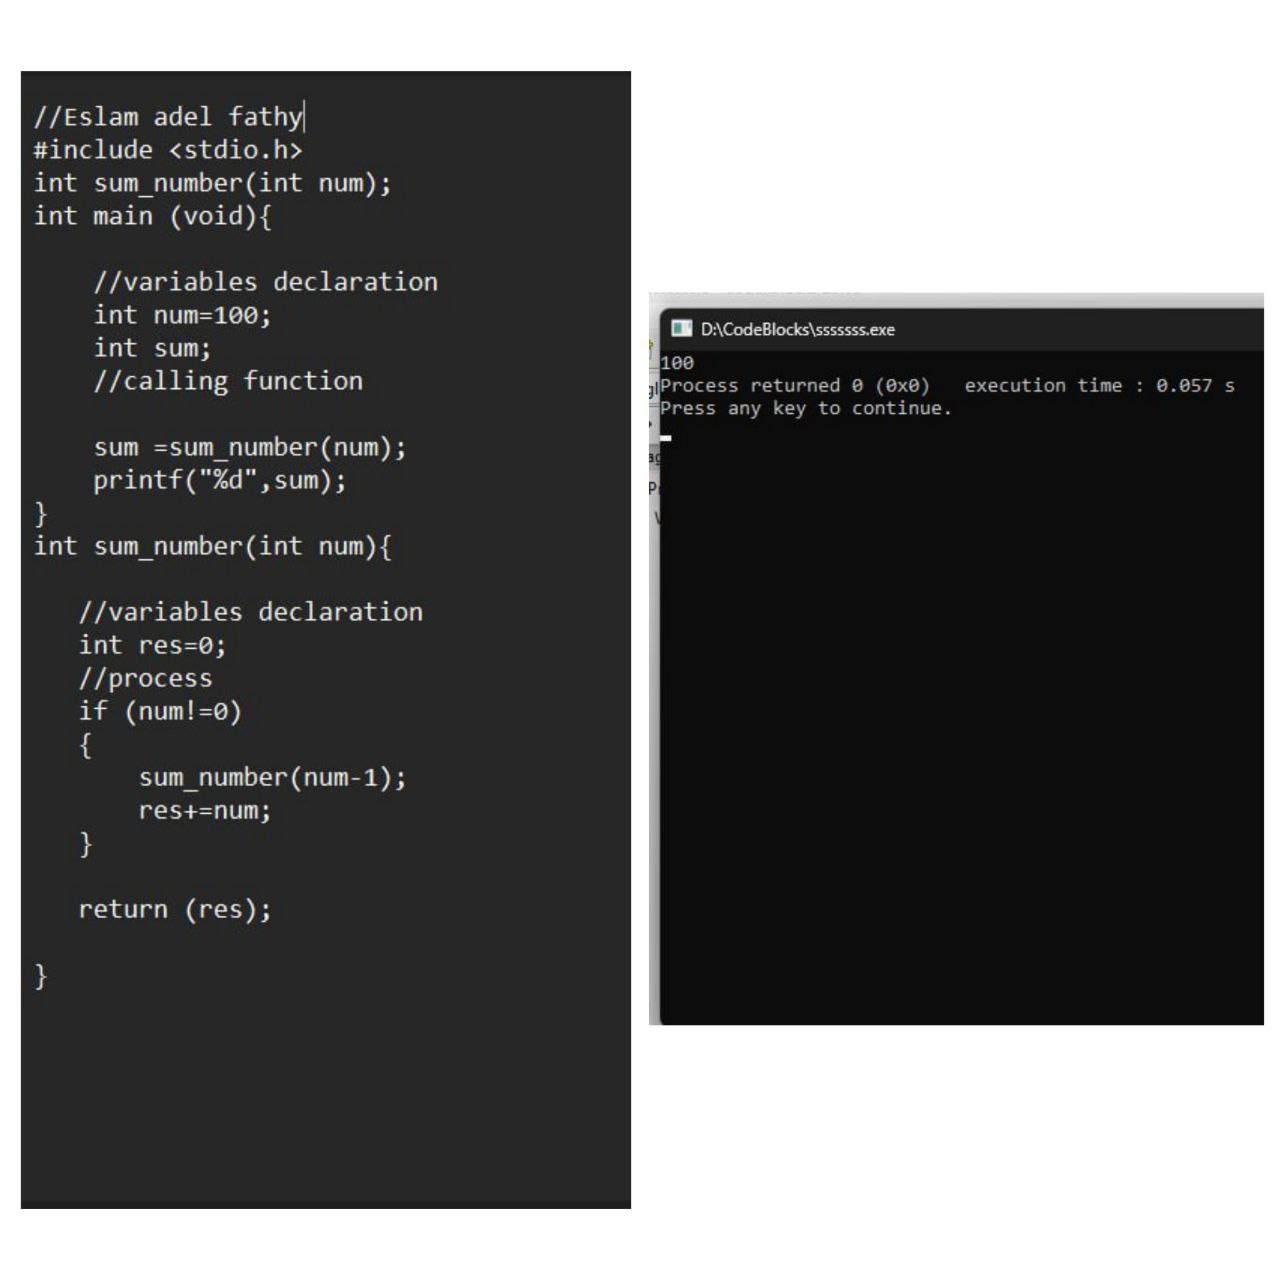 //Eslam adel fathy
#include <stdio.h>
int sum_number(int num);
int main (void){
//variables declaration
int num=100;
int sum;
//calling function
sum =sum_number(num);
printf("%d",sum);
}
int sum_number(int num){
//variables declaration
int res=0;
//process
if (num!=0)
{
sum_number(num-1);
res+=num;
}
return (res);
}
D:\CodeBlocks\sssssss.exe
100
Process returned 0 (0x0)   execution time : 0.057 s
Press any key to continue.